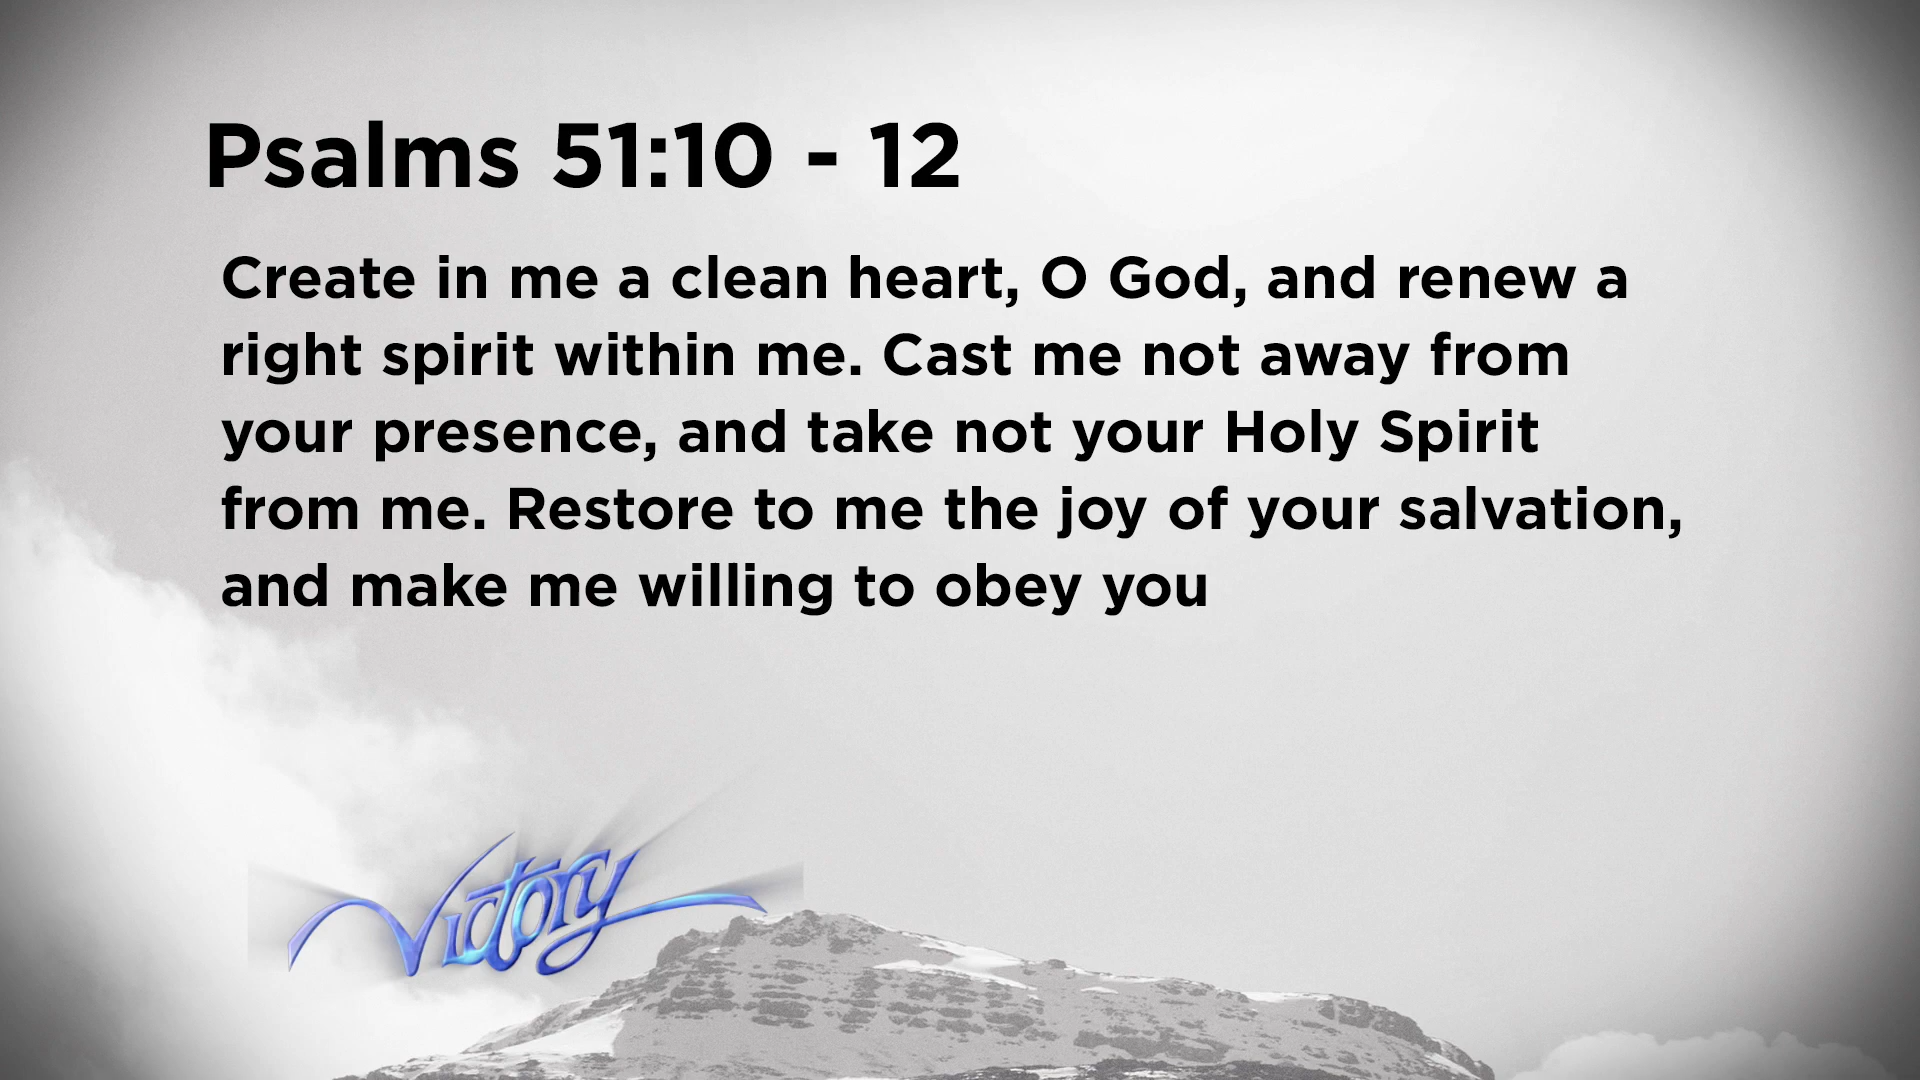 Psalms 51:10 - 12
Create in me a clean heart, O God, and renew a
right spirit within me. Cast me not away from
your presence, and take not your Holy Spirit
from me. Restore to me the joy of your salvation,
and make me willing to obey you
Victory